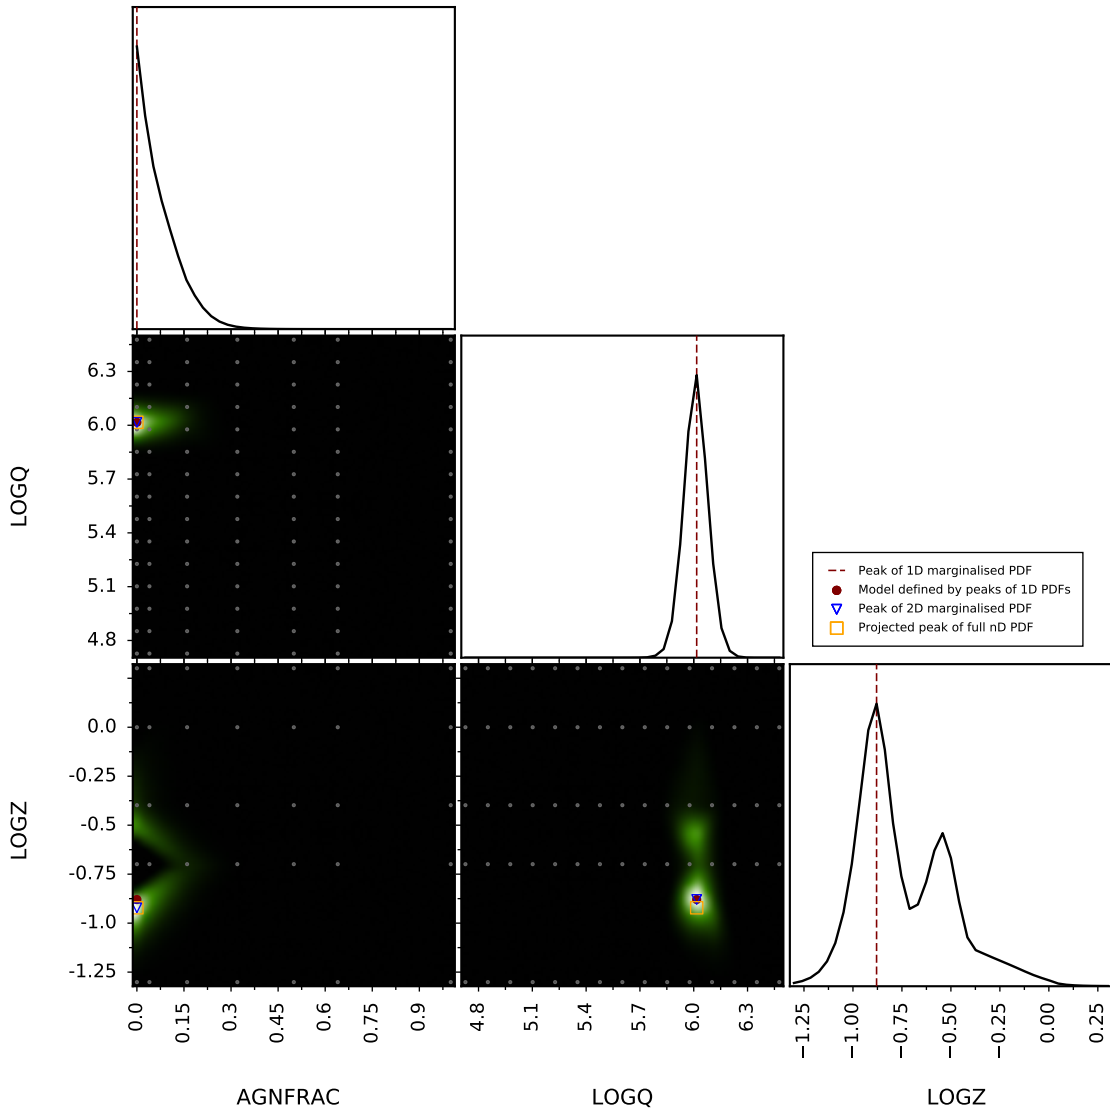 6.3
6.0
5.7
5.4
5.1
4.8
LOGQ
Peak of 1D marginalised PDF
Model defined by peaks of 1D PDFs
Peak of 2D marginalised PDF
Projected peak of full nD PDF
0.0
-0.25
-0.5
-0.75
-1.0
-1.25
LOGZ
0.0 0.15 0.3 0.45 0.6 0.75 0.9
4.8 5.1 5.4 5.7 6.0 6.3
−1.25 −1.00 −0.75 −0.50 −0.25 0.00 0.25
AGNFRAC LOGQ LOGZ